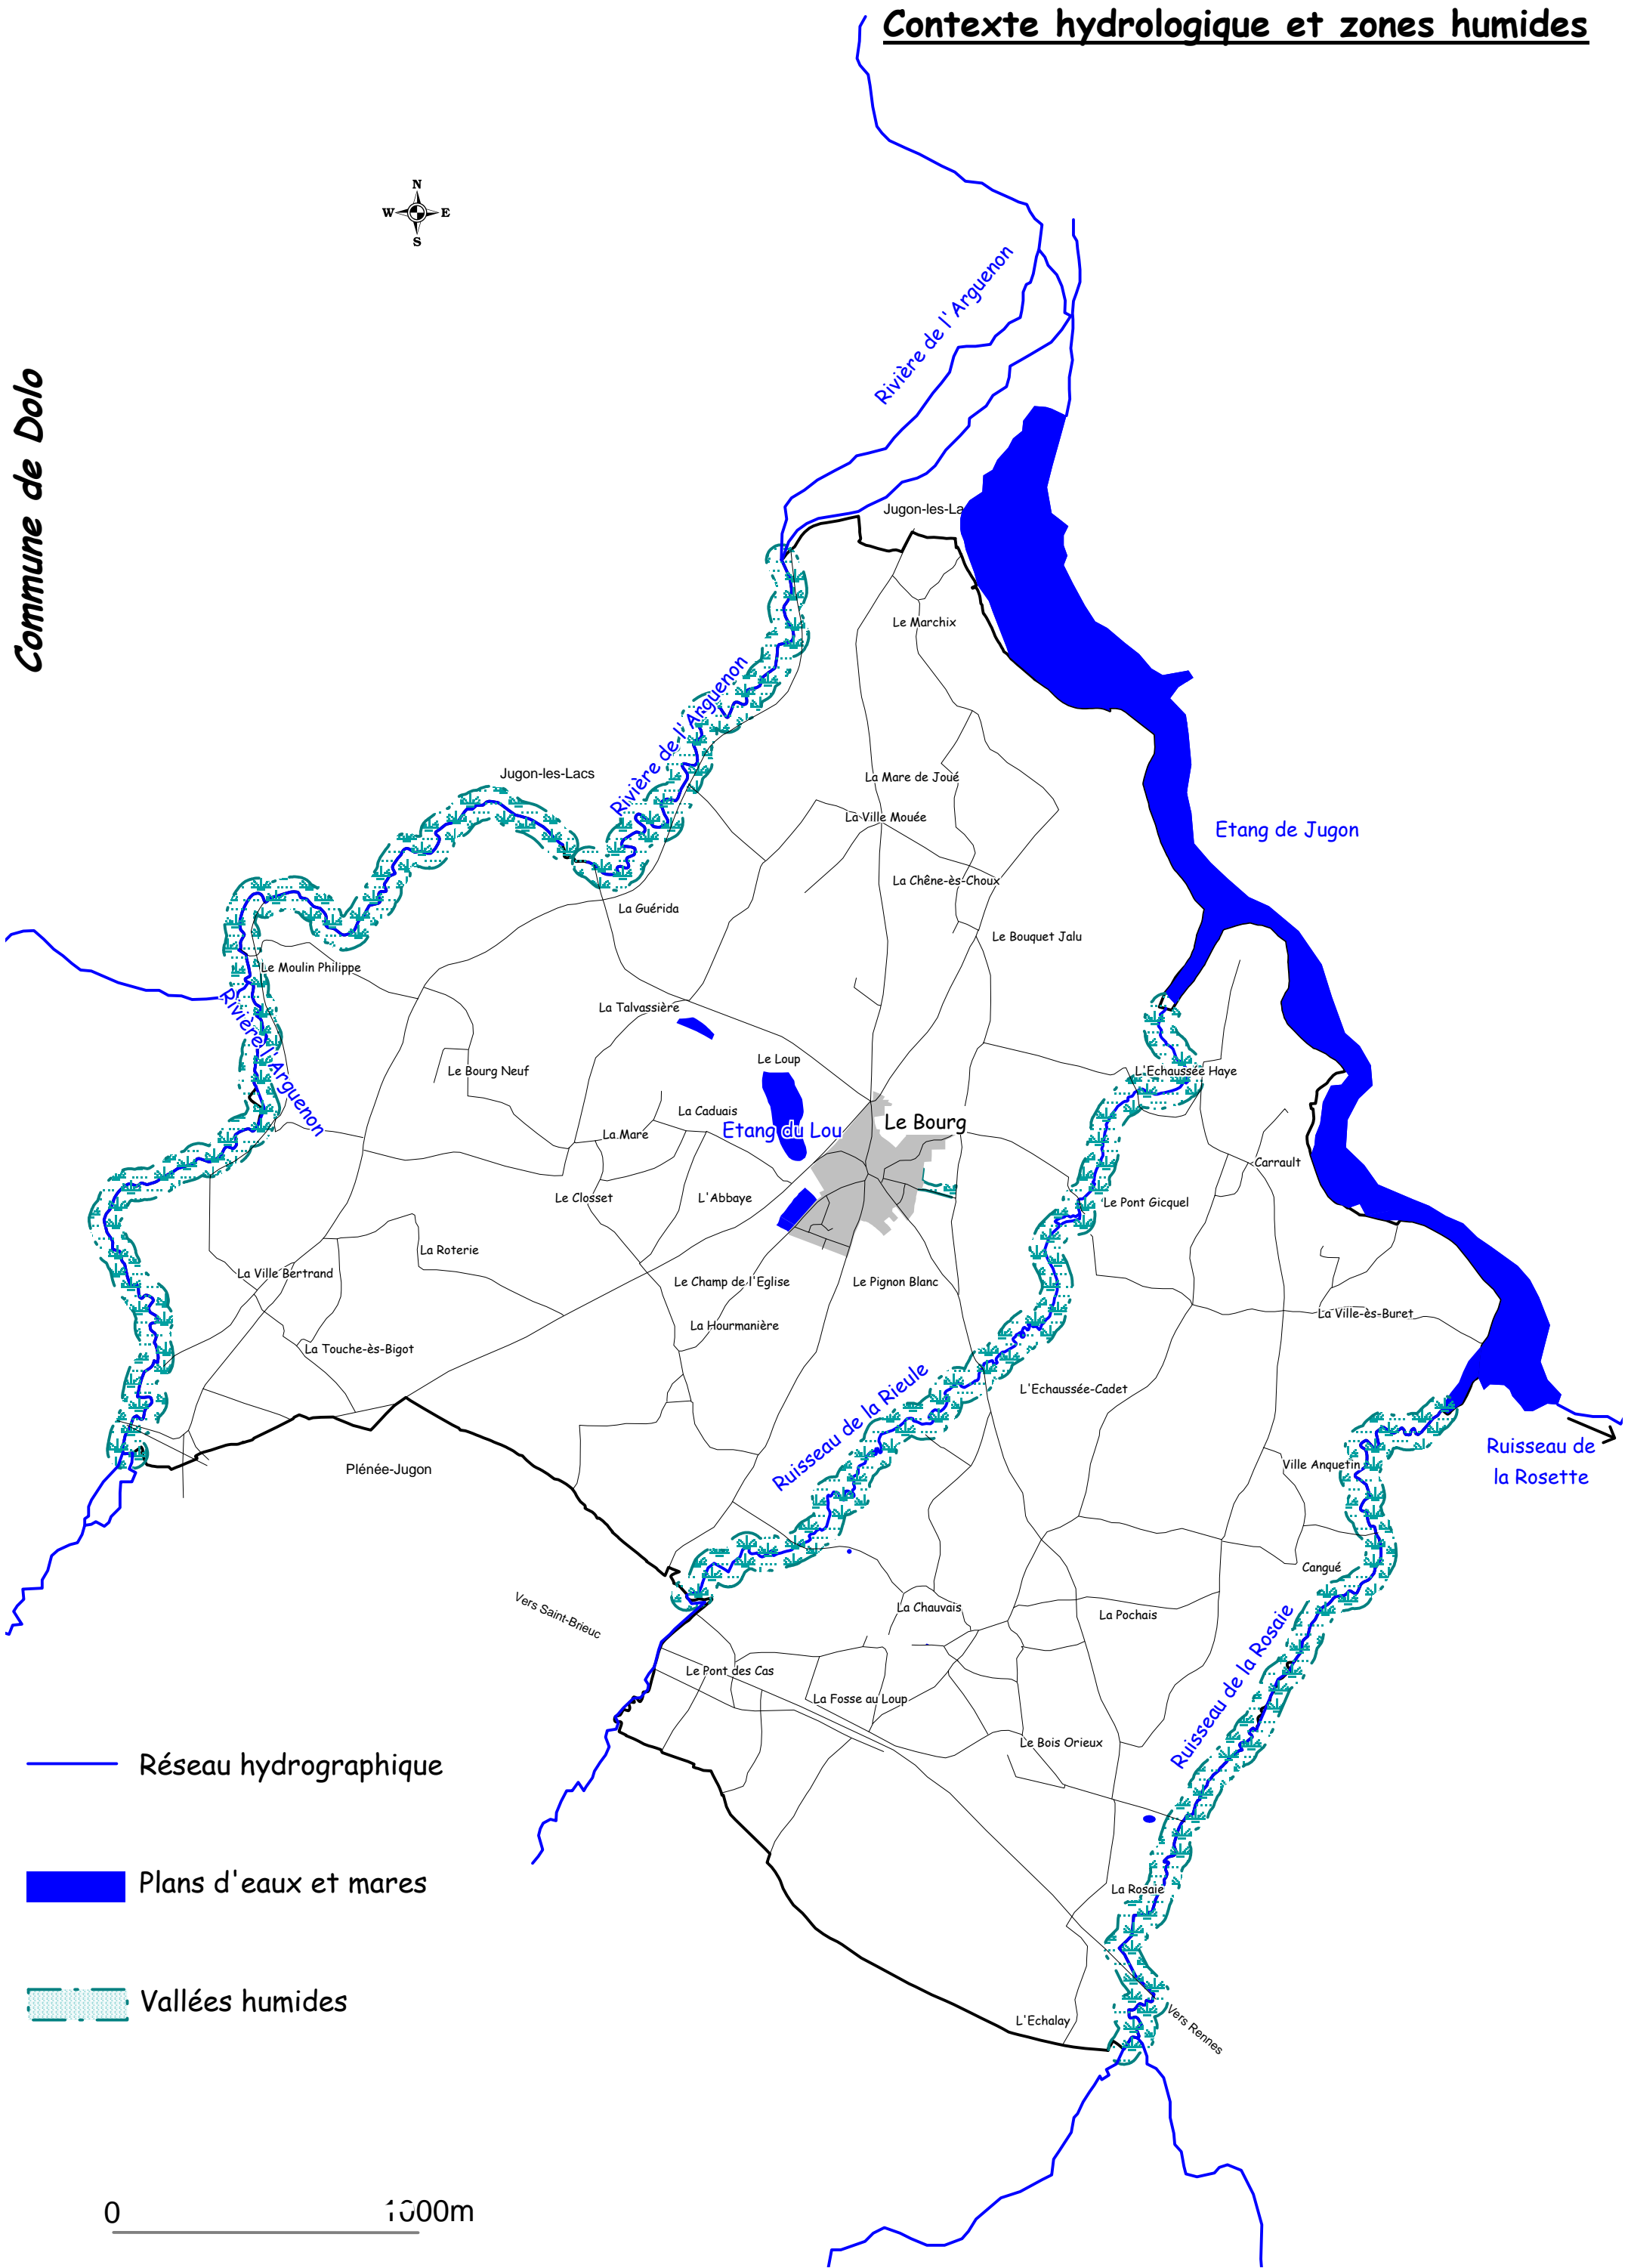 Contexte hydrologique et zones humides
N
W E
S
Commune de Dolo
Rivière de l'Arguenon
Jugon-les-La
Le Marchix
Rivière de l'Arguenon
Jugon-les-Lacs
La Mare de Joué
La Ville Mouée
Etang de Jugon
La Chêne-ès-Choux
La Guérida
Le Bouquet Jalu
Le Moulin Philippe
Rivière l'Arguenon
La Talvassière
Le Loup
Le Bourg Neuf
L'Echaussée Haye
La Caduais
Etang du Lou
Le Bourg
La Mare
Carrault
Le Closset
L'Abbaye
Le Pont Gicquel
La Roterie
La Ville Bertrand
Le Champ de l'Eglise
Le Pignon Blanc
La Ville-ès-Buret
La Hourmanière
La Touche-ès-Bigot
L'Echaussée-Cadet
Ruisseau de la Rieule
Ruisseau de
la Rosette
Ville Anquetin
Plénée-Jugon
Cangué
Vers Saint-Brieuc
La Chauvais
La Pochais
Ruisseau de la Rosaie
Le Pont des Cas
La Fosse au Loup
Le Bois Orieux
Réseau hydrographique
Plans d'eaux et mares
La Rosaie
Vallées humides
L'Echalay
Vers Rennes
0 1000m